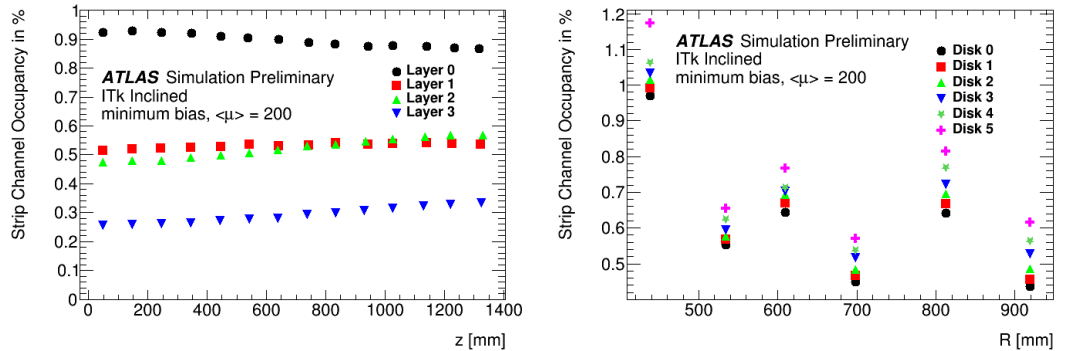 Strip Channel Occupancy in %
1
0.9
0.8
0.7
0.6
0.5
0.4
0.3
0.2
0.1
0
ATLAS Simulation Preliminary
ITk Inclined
minimum bias, <μ> = 200
Layer 0
Layer 1
Layer 2
Layer 3
0 200 400 600 800 1000 1200 1400
z [mm]
Strip Channel Occupancy in %
1.2
1.1
1
0.9
0.8
0.7
0.6
0.5
ATLAS Simulation Preliminary
ITk Inclined
minimum bias, <μ> = 200
Disk 0
Disk 1
Disk 2
Disk 3
Disk 4
Disk 5
500 600 700 800 900
R [mm]